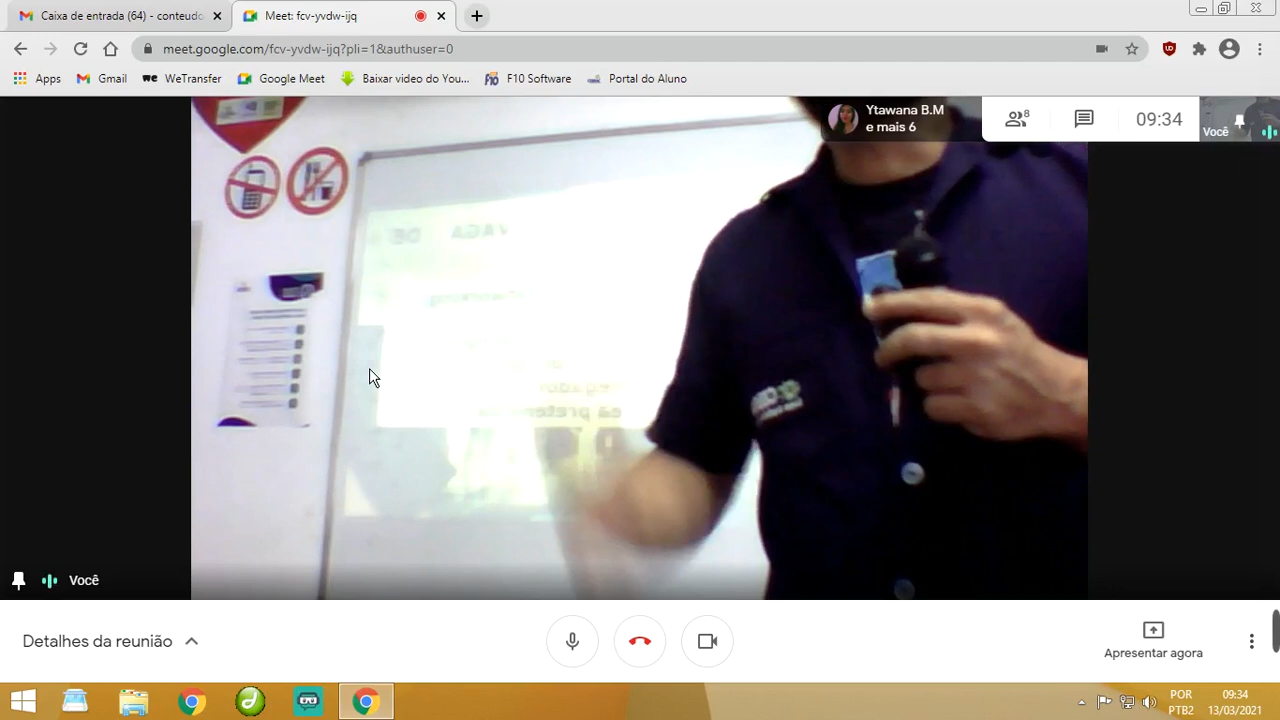 Caixa de entrada (64) - conteudo
Meet: fcv-yvdw-ijq
meet.google.com/fcv-yvdw-ijq?pli=1&authuser=0
Apps
Gmail
WeTransfer
Google Meet
Baixar video do You...
F10 Software
Portal do Aluno
Ytawana B.M
e mais 6
8
09:34
Você
VAGA DE
Você
Detalhes da reunião
Apresentar agora
POR
PTB2
09:34
13/03/2021